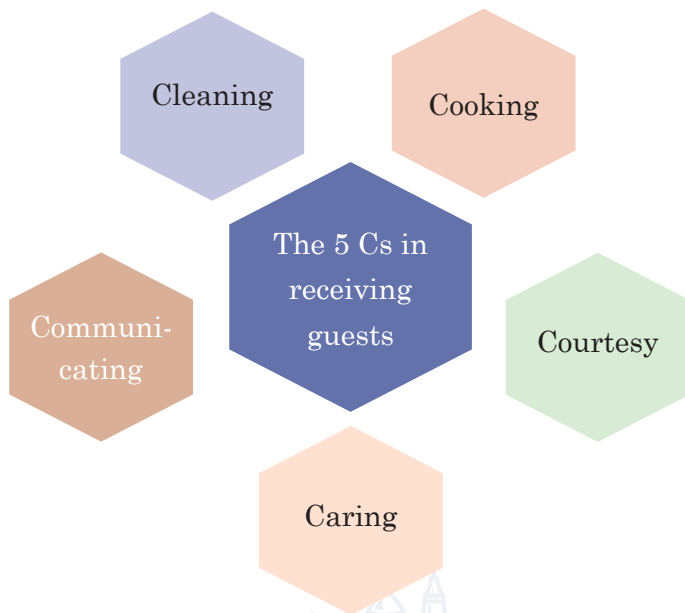 Cleaning
Cooking
The 5 Cs in
receiving
guests
Communi-
cating
Courtesy
Caring